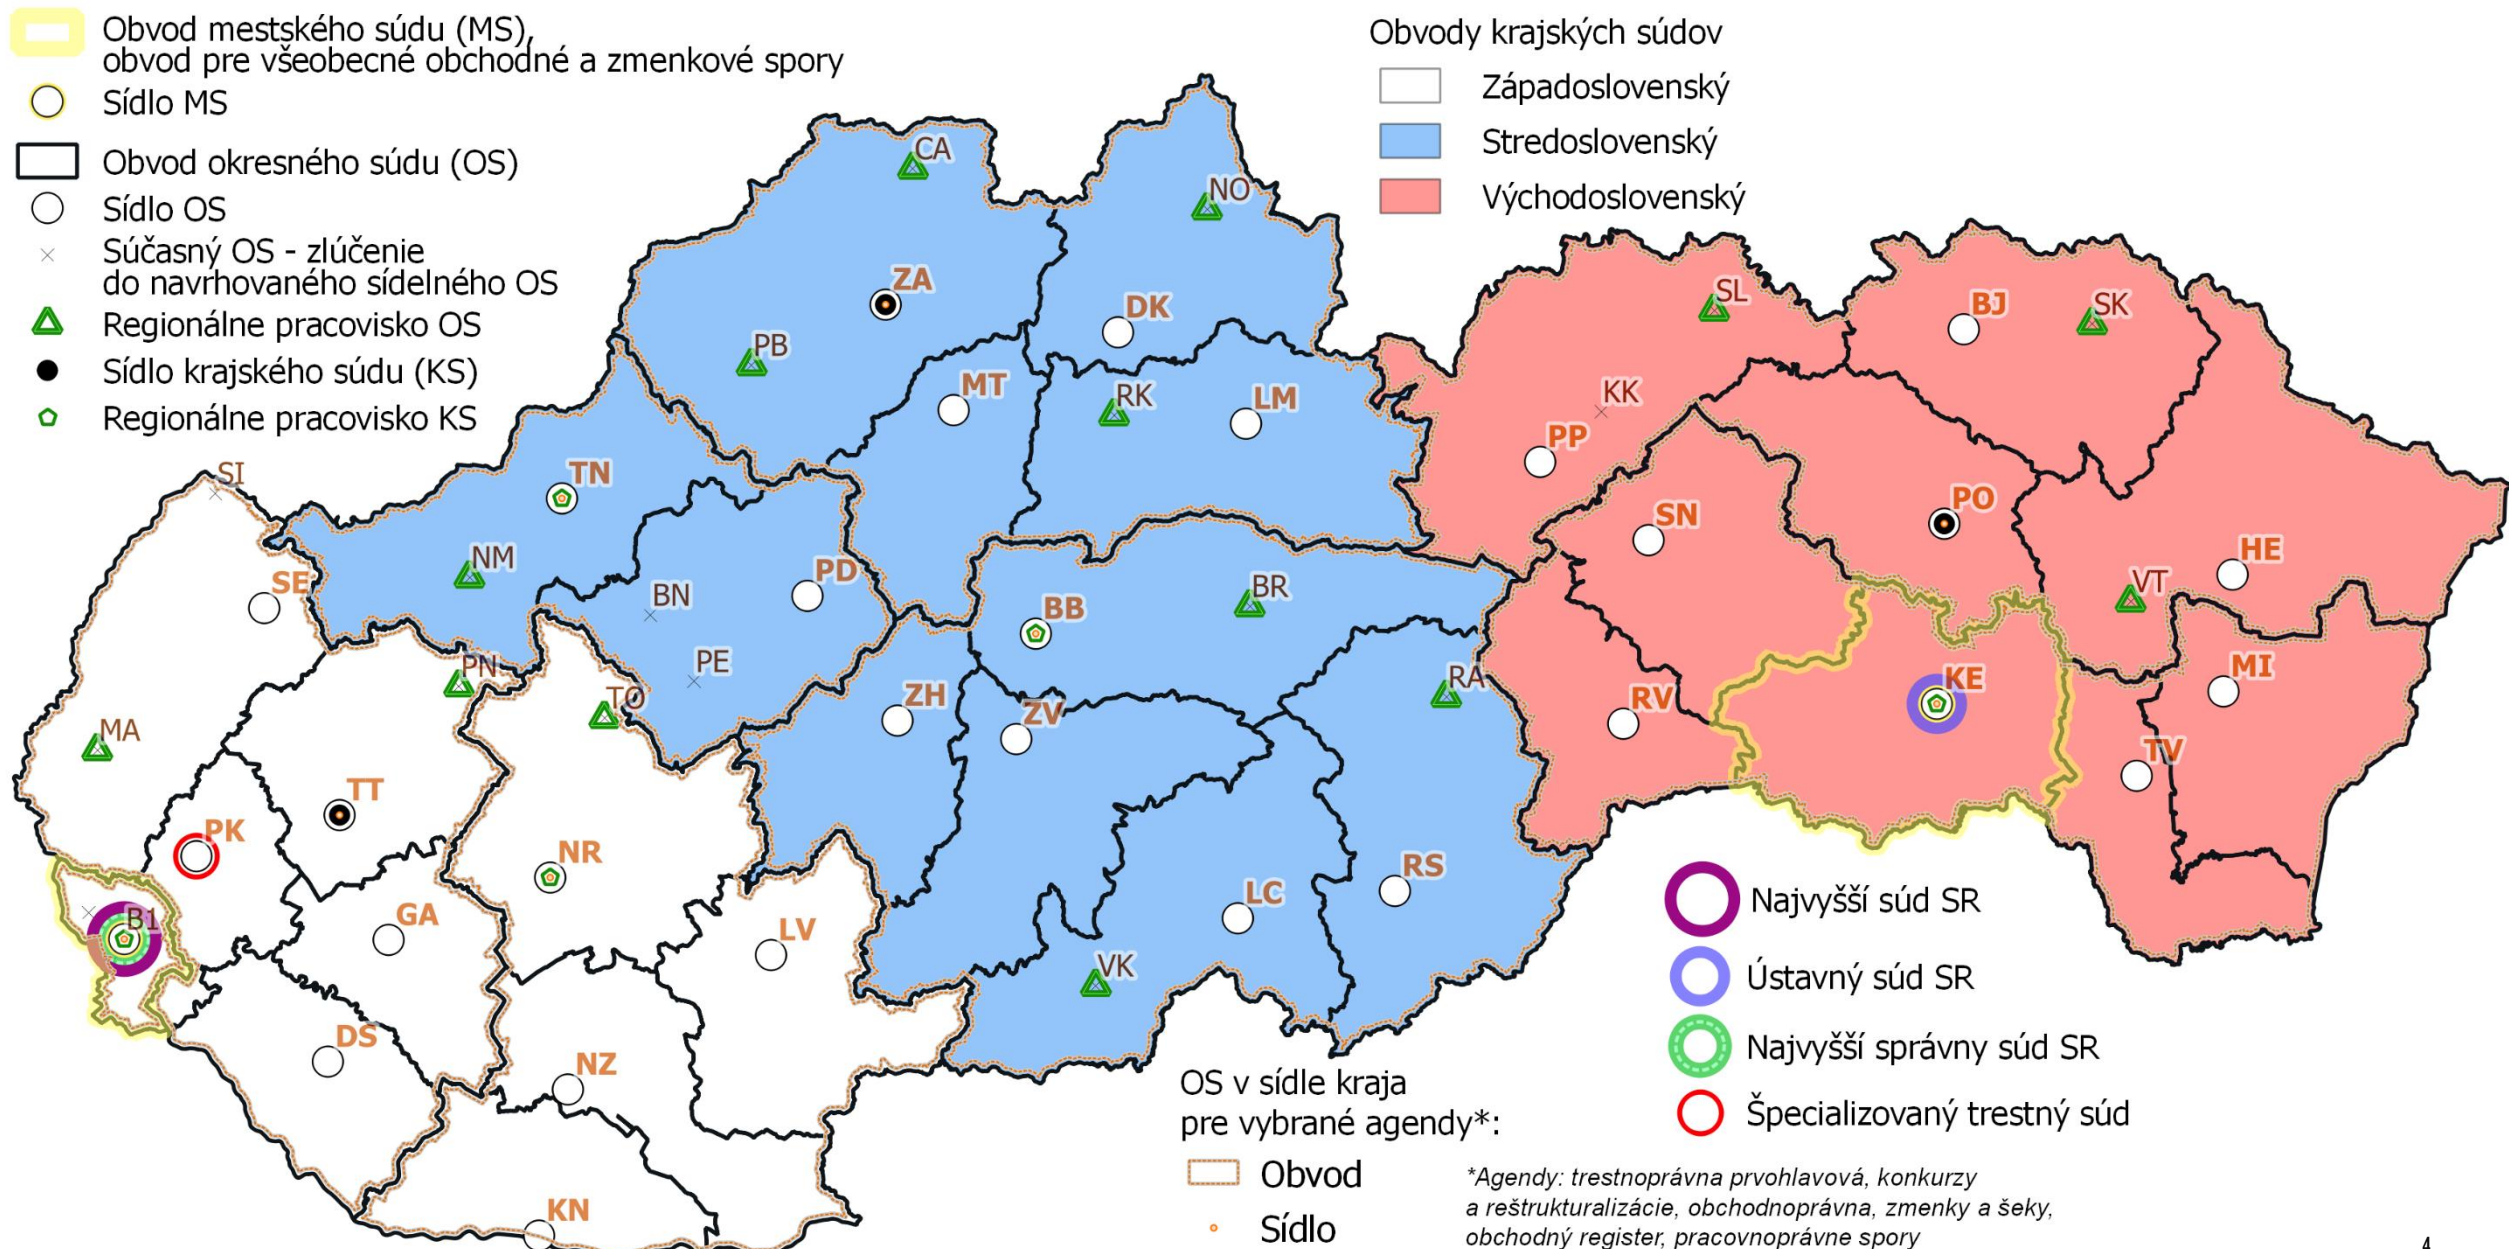 Obvod mestského súdu (MS),
obvod pre všeobecné obchodné a zmenkové spory
Sídlo MS
Obvod okresného súdu (OS)
Sídlo OS
Súčasný OS - zlúčenie
do navrhovaného sídelného OS
Regionálne pracovisko OS
Sídlo krajského súdu (KS)
Regionálne pracovisko KS
Obvody krajských súdov
Západoslovenský
Stredoslovenský
Východoslovenský
CA
NO
ZA
DK
PB
MT
RK
LM
SL
BJ
SK
KK
PP
SI
TN
SN
PO
NM
SE
BN
PD
BB
BR
HE
VT
PN
TO
PE
ZH
ZV
RA
RV
KE
MI
MA
TT
TV
PK
NR
RS
B1
GA
LV
LC
VK
DS
NZ
KN
Najvyšší súd SR
Ústavný súd SR
Najvyšší správny súd SR
Špecializovaný trestný súd
OS v sídle kraja
pre vybrané agendy*:
Obvod
Sídlo
*Agendy: trestnoprávna prvohlavová, konkurzy
a reštrukturalizácie, obchodnoprávna, zmenky a šeky,
obchodný register, pracovnoprávne spory
4